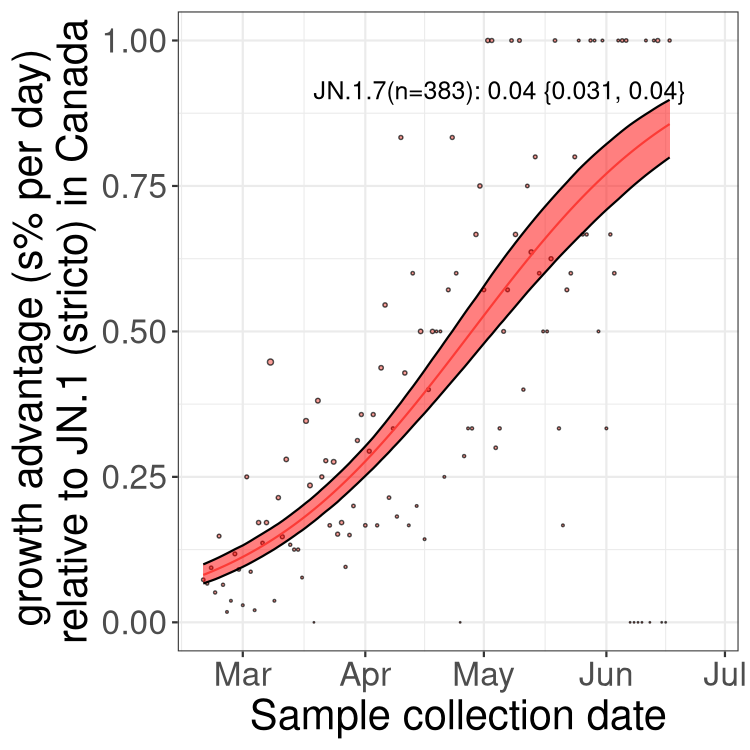 growth advantage (s% per day)
relative to JN.1 (stricto) in Canada
1.00
0.75
0.50
0.25
0.00
JN.1.7(n=383): 0.04 {0.031, 0.04}
Mar Apr May Jun Jul
Sample collection date